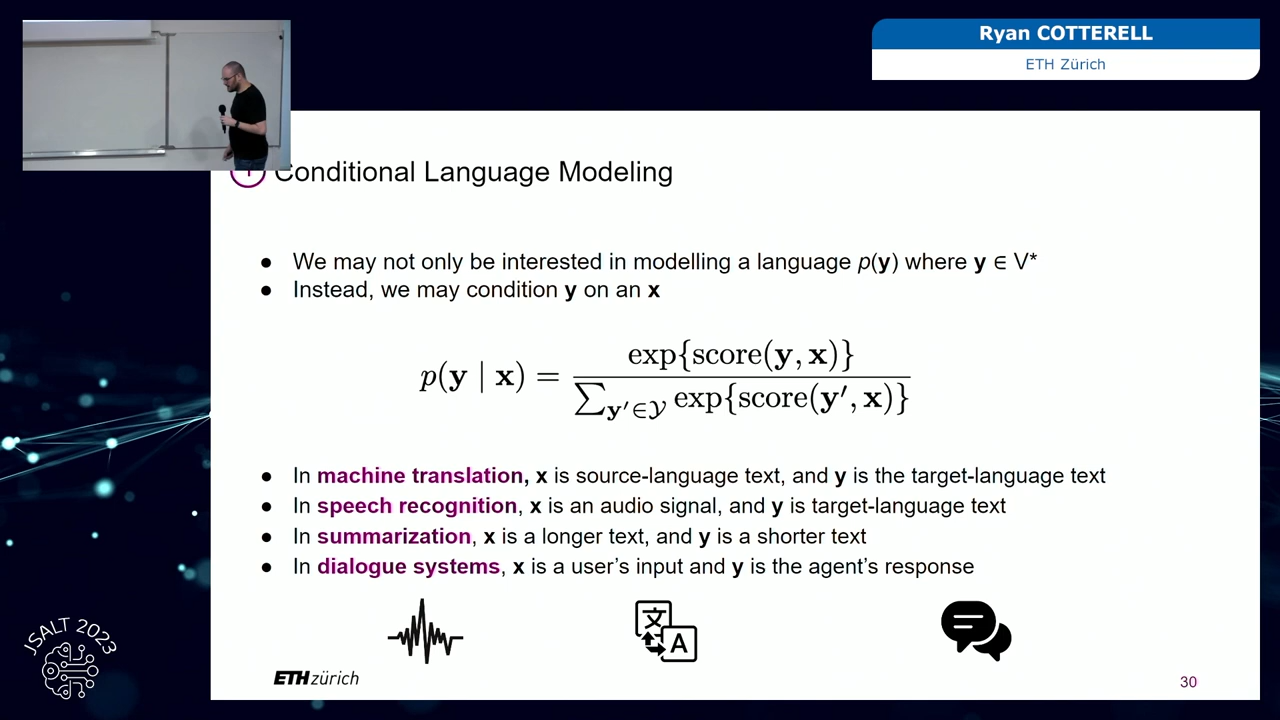 Ryan COTTERELL
ETH Zürich
Conditional Language Modeling
● We may not only be interested in modelling a language p(y) where y ∈ V*
● Instead, we may condition y on an x
p(y | x) = exp{score(y, x)} / ∑y′∈𝒴 exp{score(y′, x)}
● In machine translation, x is source-language text, and y is the target-language text
● In speech recognition, x is an audio signal, and y is target-language text
● In summarization, x is a longer text, and y is a shorter text
● In dialogue systems, x is a user’s input and y is the agent’s response
文
A
JSALT 2023
ETH zürich
30